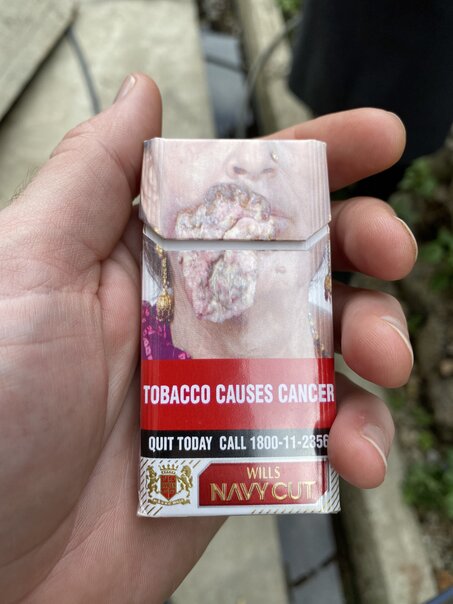 TOBACCO CAUSES CANCER
QUIT TODAY CALL 1800-11-2356
WILLS
NAVY CUT